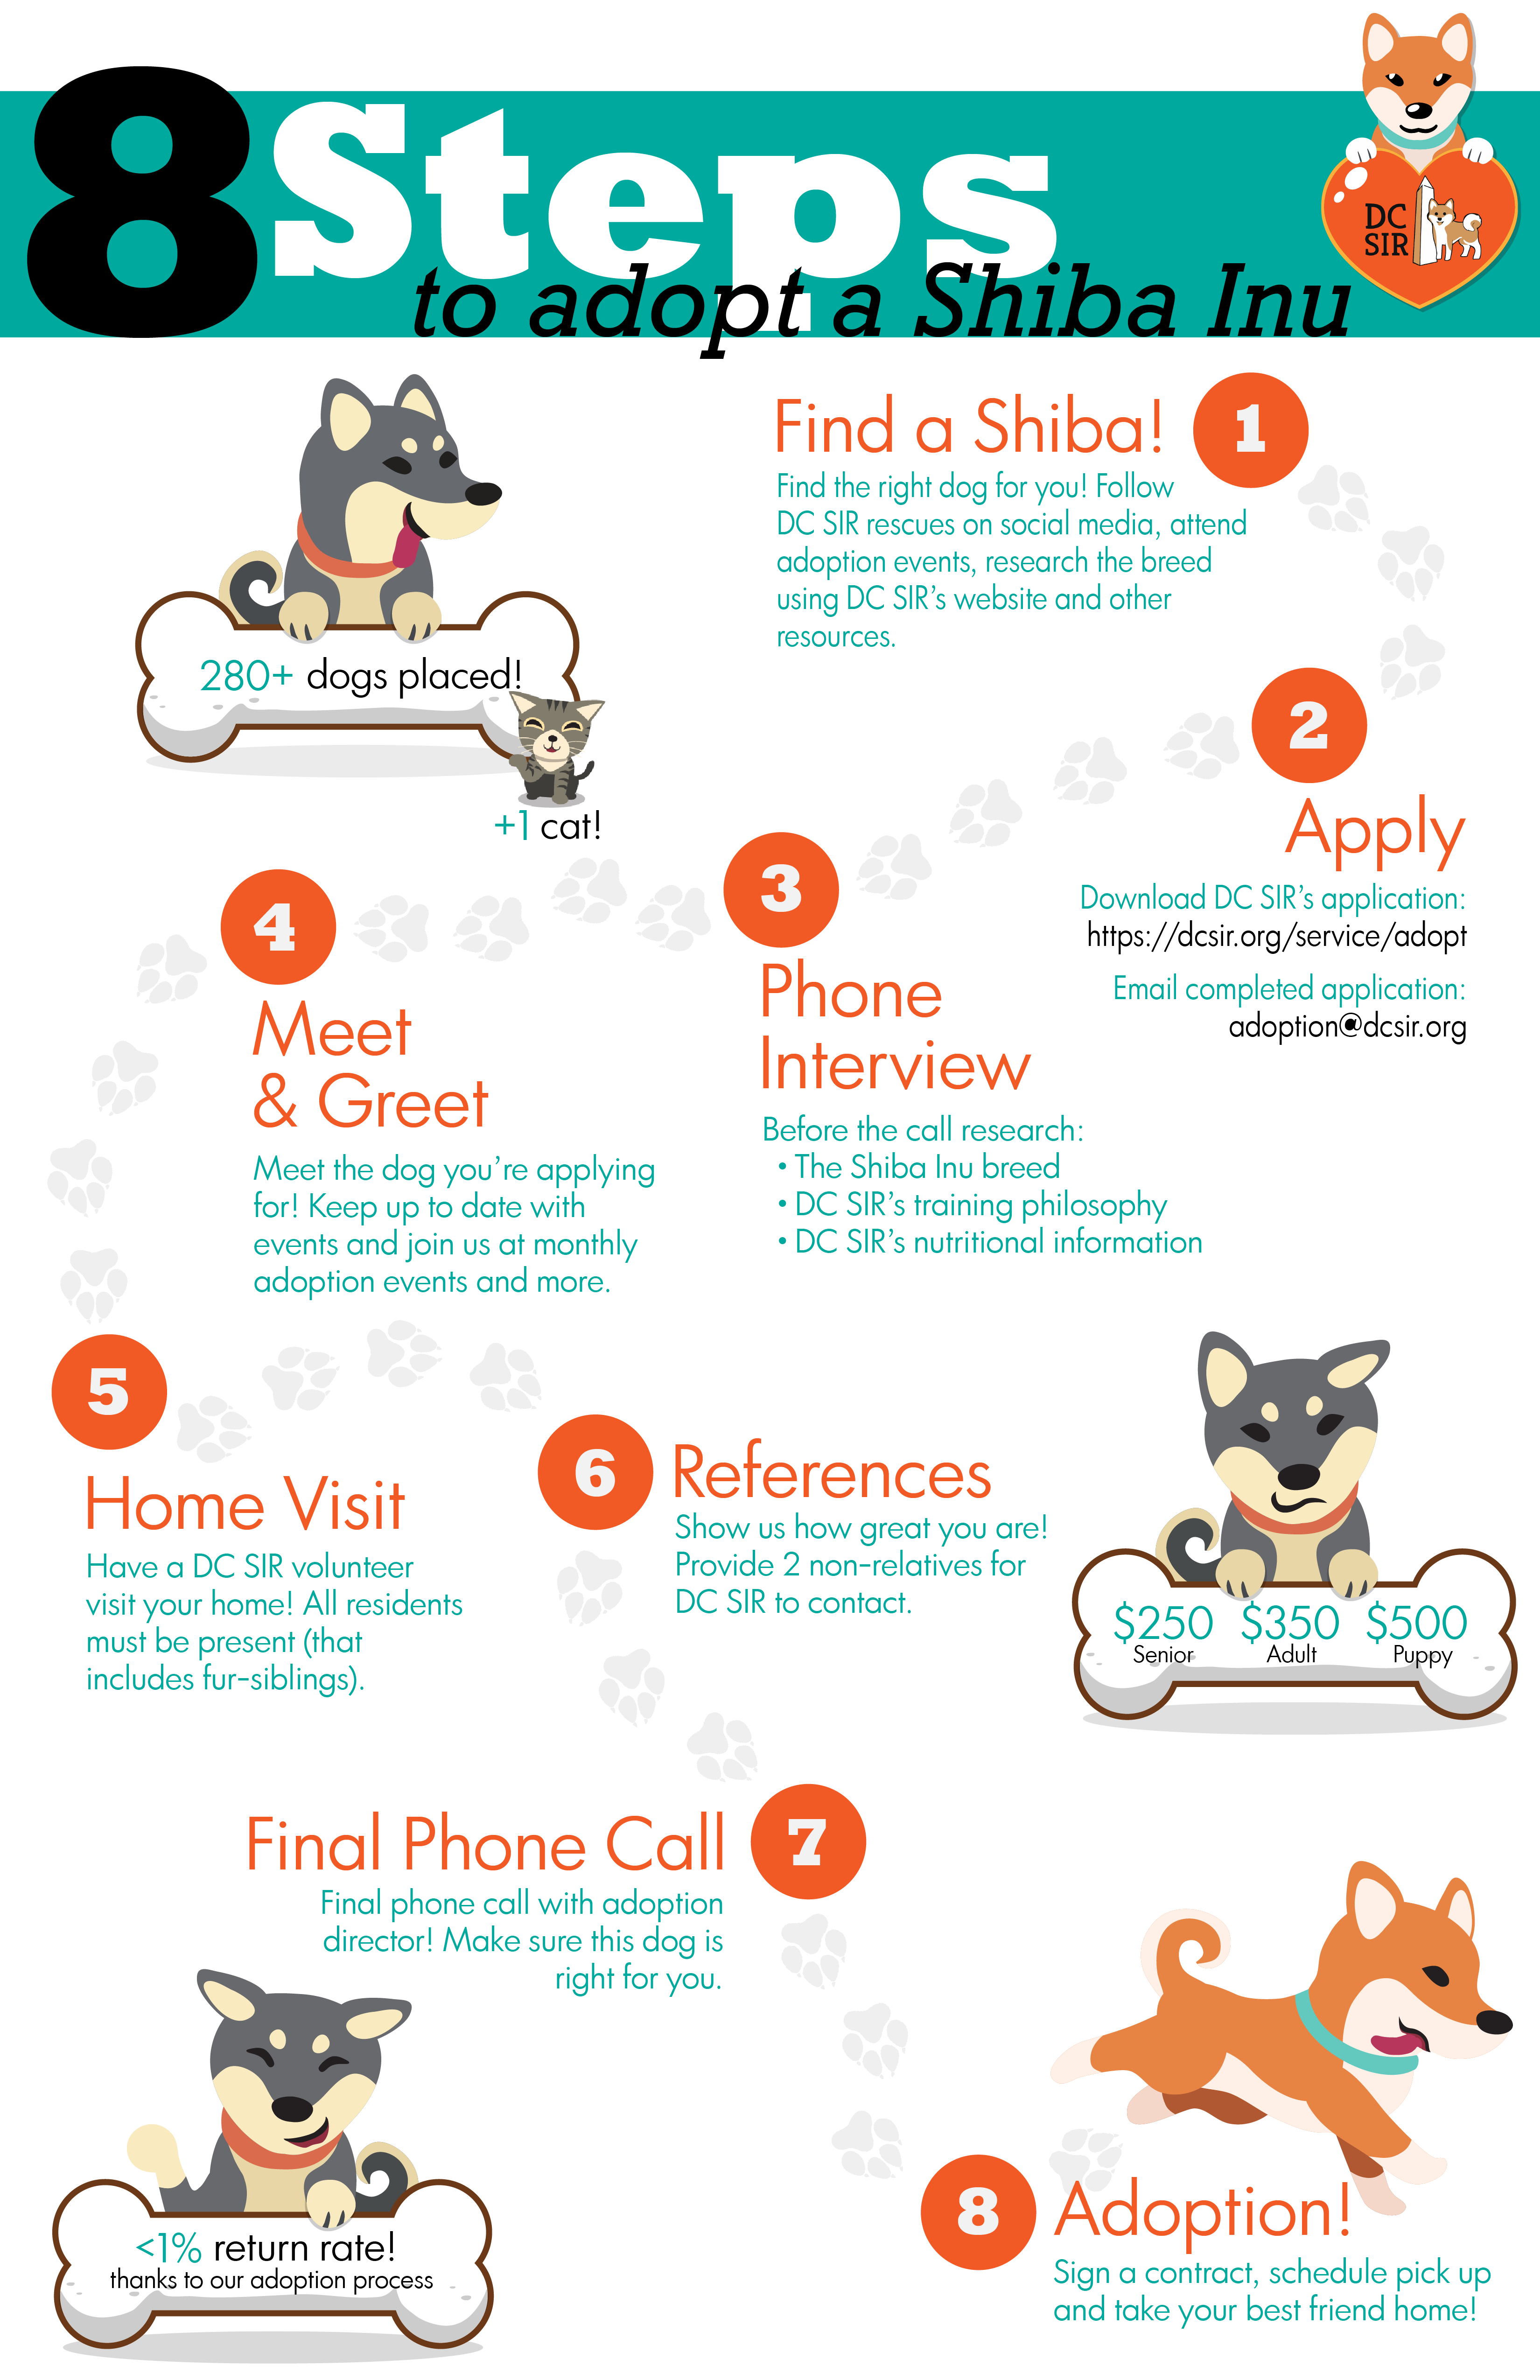 8 Steps
to adopt a Shiba Inu
DC
SIR
Find a Shiba!
1
Find the right dog for you! Follow
DC SIR rescues on social media, attend
adoption events, research the breed
using DC SIR's website and other
resources.
280+ dogs placed!
+1 cat!
2
Apply
Download DC SIR's application:
https://dcsir.org/service/adopt
Email completed application:
adoption@dcsir.org
3
Phone
Interview
Before the call research:
• The Shiba Inu breed
• DC SIR's training philosophy
• DC SIR's nutritional information
4
Meet
& Greet
Meet the dog you're applying
for! Keep up to date with
events and join us at monthly
adoption events and more.
5
Home Visit
Have a DC SIR volunteer
visit your home! All residents
must be present (that
includes fur-siblings).
6
References
Show us how great you are!
Provide 2 non-relatives for
DC SIR to contact.
$250 $350 $500
Senior Adult Puppy
Final Phone Call
7
Final phone call with adoption
director! Make sure this dog is
right for you.
<1% return rate!
thanks to our adoption process
8
Adoption!
Sign a contract, schedule pick up
and take your best friend home!